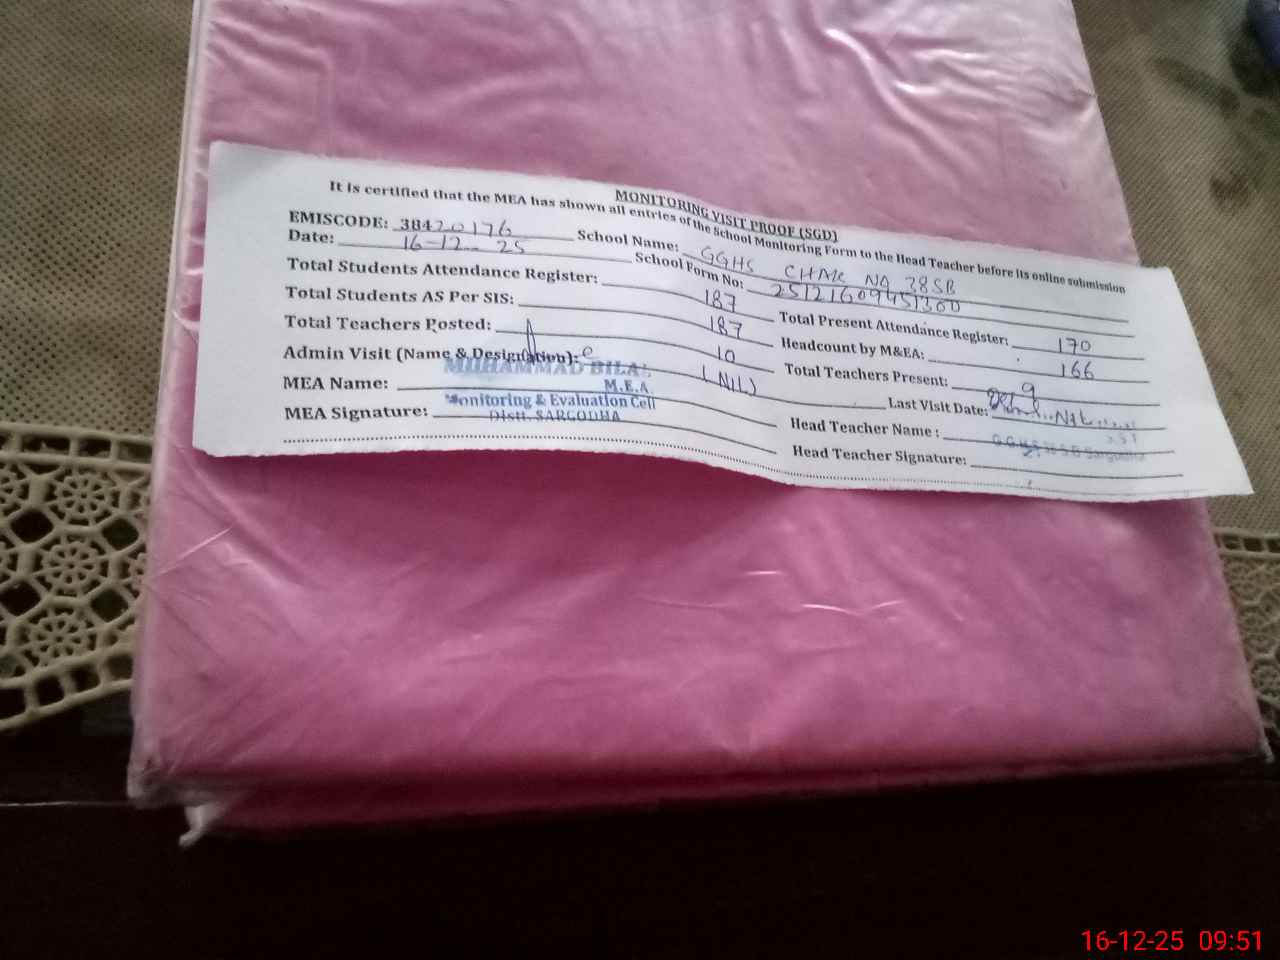 MONITORING VISIT PROOF (SGD)
It is certified that the MEA has shown all entries of the School Monitoring Form to the Head Teacher before its online submission
EMISCODE: 38420176 School Name: GGHS CHAK NO 38SB
Date: 16-12-25 School Form No: 25121609451300
Total Students Attendance Register: 187 Total Present Attendance Register: 170
Total Students AS Per SIS: 187 Headcount by M&EA: 166
Total Teachers Posted: 10 Total Teachers Present: 9
Admin Visit (Name & Designation): (NIL) Last Visit Date:
MEA Name: MUHAMMAD BILAL Head Teacher Name :
M.E.A
Monitoring & Evaluation Cell
MEA Signature: Distt. SARGODHA Head Teacher Signature:
16-12-25 09:51